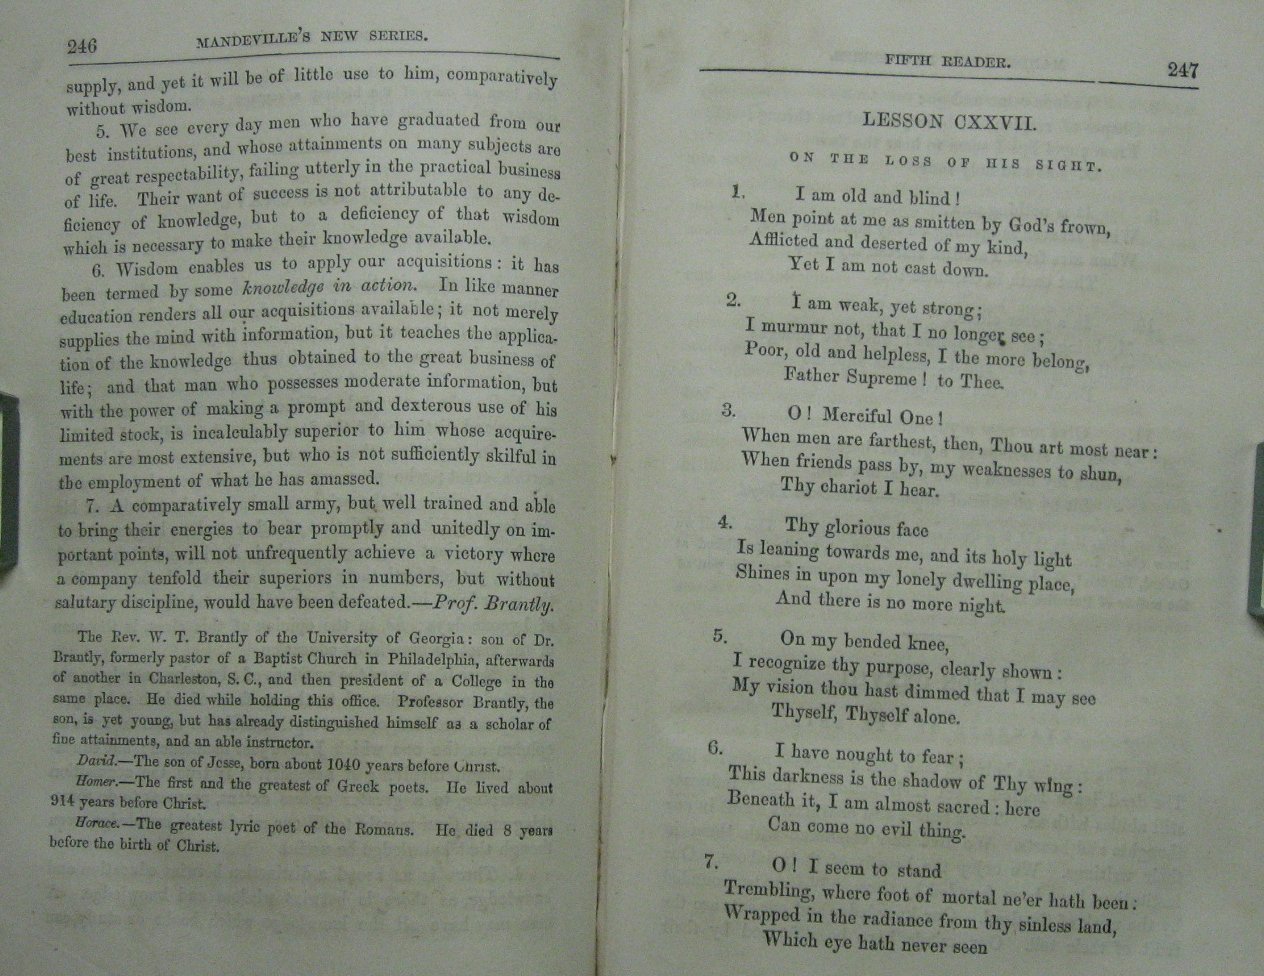 246
MANDEVILLE'S NEW SERIES.
supply, and yet it will be of little use to him, comparatively
without wisdom.
5. We see every day men who have graduated from our
best institutions, and whose attainments on many subjects are
of great respectability, failing utterly in the practical business
of life. Their want of success is not attributable to any de-
ficiency of knowledge, but to a deficiency of that wisdom
which is necessary to make their knowledge available.
6. Wisdom enables us to apply our acquisitions: it has
been termed by some knowledge in action. In like manner
education renders all our acquisitions available; it not merely
supplies the mind with information, but it teaches the applica-
tion of the knowledge thus obtained to the great business of
life; and that man who possesses moderate information, but
with the power of making a prompt and dexterous use of his
limited stock, is incalculably superior to him whose acquire-
ments are most extensive, but who is not sufficiently skilful in
the employment of what he has amassed.
7. A comparatively small army, but well trained and able
to bring their energies to bear promptly and unitedly on im-
portant points, will not unfrequently achieve a victory where
a company tenfold their superiors in numbers, but without
salutary discipline, would have been defeated.—Prof. Brantly.
The Rev. W. T. Brantly of the University of Georgia: son of Dr.
Brantly, formerly pastor of a Baptist Church in Philadelphia, afterwards
of another in Charleston, S. C., and then president of a College in the
same place. He died while holding this office. Professor Brantly, the
son, is yet young, but has already distinguished himself as a scholar of
fine attainments, and an able instructor.
David.—The son of Jesse, born about 1040 years before Christ.
Homer.—The first and the greatest of Greek poets. He lived about
914 years before Christ.
Horace.—The greatest lyric poet of the Romans. He died 8 years
before the birth of Christ.
FIFTH READER.
247
LESSON CXXVII.
ON THE LOSS OF HIS SIGHT.
1. I am old and blind!
Men point at me as smitten by God's frown,
Afflicted and deserted of my kind,
Yet I am not cast down.
2. I am weak, yet strong;
I murmur not, that I no longer see;
Poor, old and helpless, I the more belong,
Father Supreme! to Thee.
3. O! Merciful One!
When men are farthest, then, Thou art most near:
When friends pass by, my weaknesses to shun,
Thy chariot I hear.
4. Thy glorious face
Is leaning towards me, and its holy light
Shines in upon my lonely dwelling place,
And there is no more night.
5. On my bended knee,
I recognize thy purpose, clearly shown:
My vision thou hast dimmed that I may see
Thyself, Thyself alone.
6. I have nought to fear;
This darkness is the shadow of Thy wing:
Beneath it, I am almost sacred: here
Can come no evil thing.
7. O! I seem to stand
Trembling, where foot of mortal ne'er hath been:
Wrapped in the radiance from thy sinless land,
Which eye hath never seen